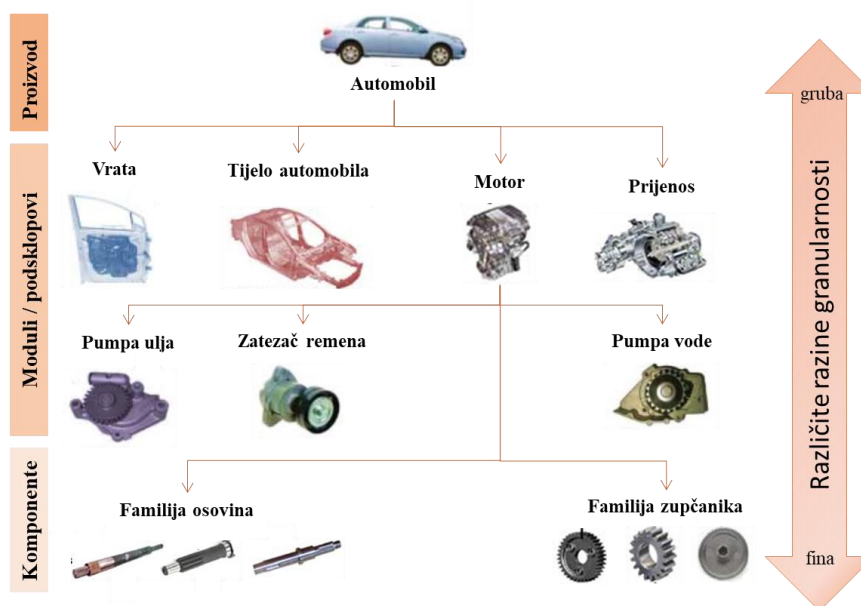 Proizvod
Automobil
gruba
Moduli / podsklopovi
Vrata
Tijelo automobila
Motor
Prijenos
Pumpa ulja
Zatezač remena
Pumpa vode
Različite razine granularnosti
Komponente
Familija osovina
Familija zupčanika
fina